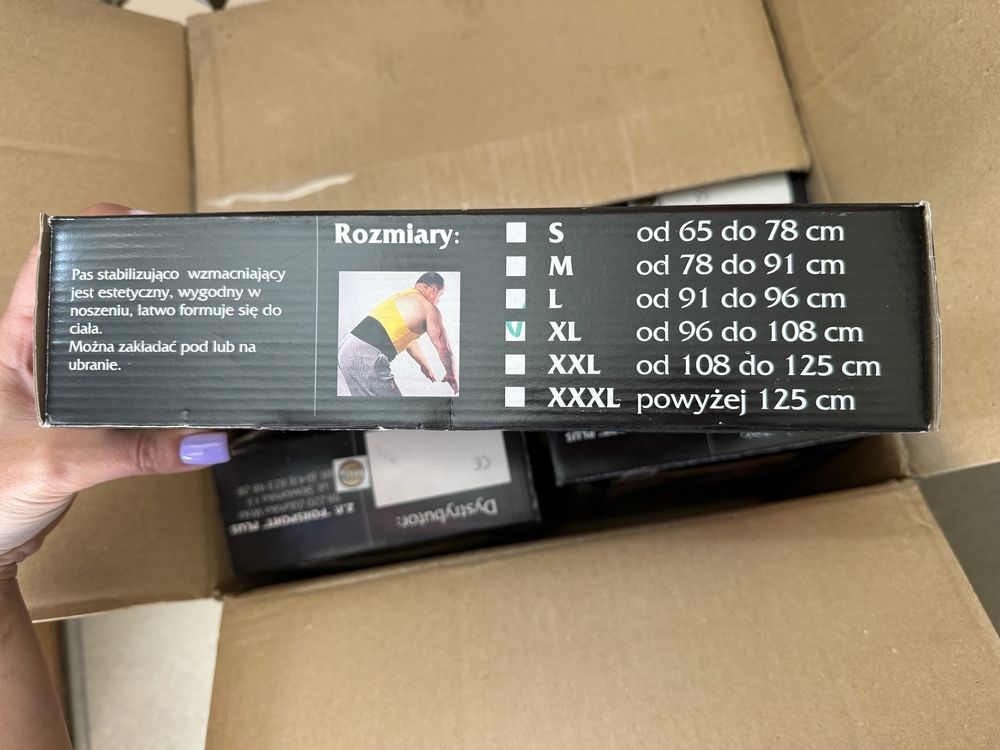 Pas stabilizująco wzmacniający
jest estetyczny, wygodny w
noszeniu, łatwo formuje się do
ciała.
Można zakładać pod lub na
ubranie.
Rozmiary:
S od 65 do 78 cm
M od 78 do 91 cm
L od 91 do 96 cm
XL od 96 do 108 cm
XXL od 108 do 125 cm
XXXL powyżej 125 cm
Dystrybutor:
CE
PLUS